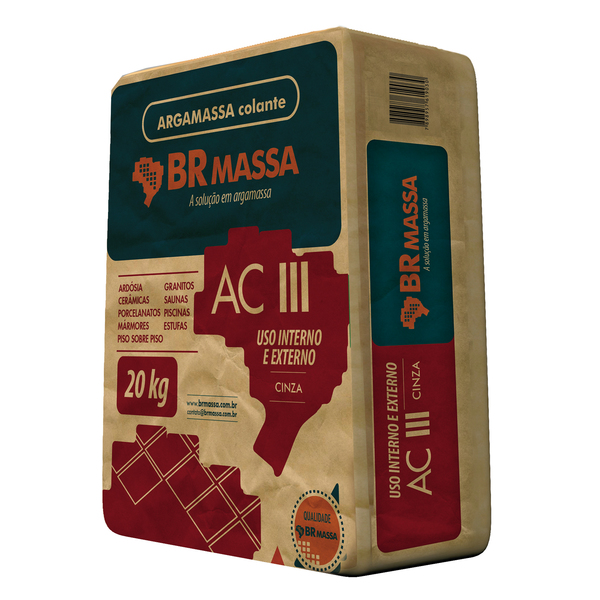 ARGAMASSA colante
BR MASSA
A solução em argamassa
ARDÓSIA GRANITOS
CERÂMICAS SAUNAS
PORCELANATOS PISCINAS
MÁRMORES ESTUFAS
PISO SOBRE PISO
AC III
USO INTERNO
E EXTERNO
CINZA
20 kg
www.brmassa.com.br
contato@brmassa.com.br
QUALIDADE
BR MASSA
BR MASSA
A solução em argamassa
USO INTERNO E EXTERNO
AC III CINZA